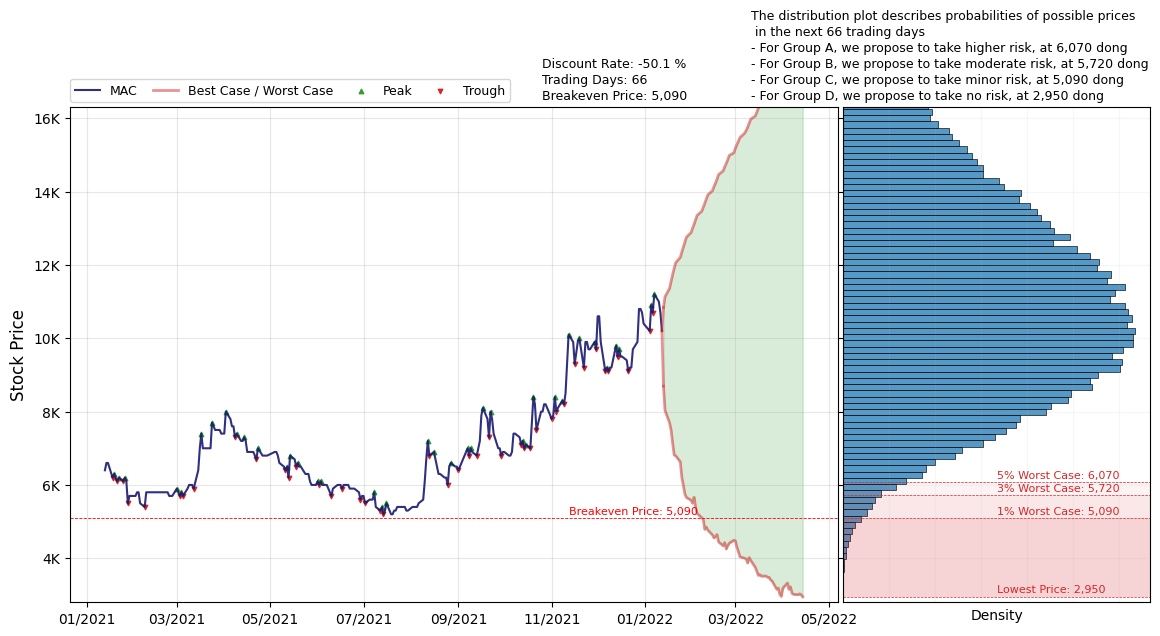 The distribution plot describes probabilities of possible prices
in the next 66 trading days
- For Group A, we propose to take higher risk, at 6,070 dong
- For Group B, we propose to take moderate risk, at 5,720 dong
- For Group C, we propose to take minor risk, at 5,090 dong
- For Group D, we propose to take no risk, at 2,950 dong
Discount Rate: -50.1 %
Trading Days: 66
Breakeven Price: 5,090
MAC
Best Case / Worst Case
Peak
Trough
Stock Price
16K
14K
12K
10K
8K
6K
4K
Breakeven Price: 5,090
01/2021
03/2021
05/2021
07/2021
09/2021
11/2021
01/2022
03/2022
05/2022
5% Worst Case: 6,070
3% Worst Case: 5,720
1% Worst Case: 5,090
Lowest Price: 2,950
Density